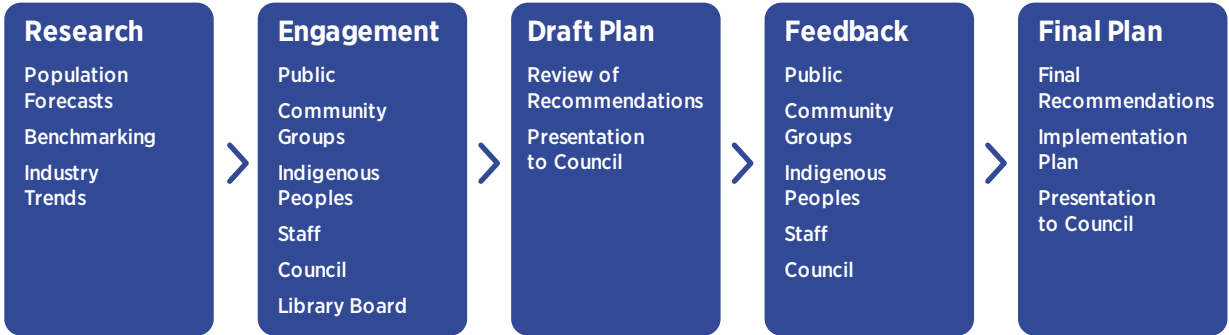 Research
Population
Forecasts
Benchmarking
Industry
Trends
Engagement
Public
Community
Groups
Indigenous
Peoples
Staff
Council
Library Board
Draft Plan
Review of
Recommendations
Presentation
to Council
Feedback
Public
Community
Groups
Indigenous
Peoples
Staff
Council
Final Plan
Final
Recommendations
Implementation
Plan
Presentation
to Council